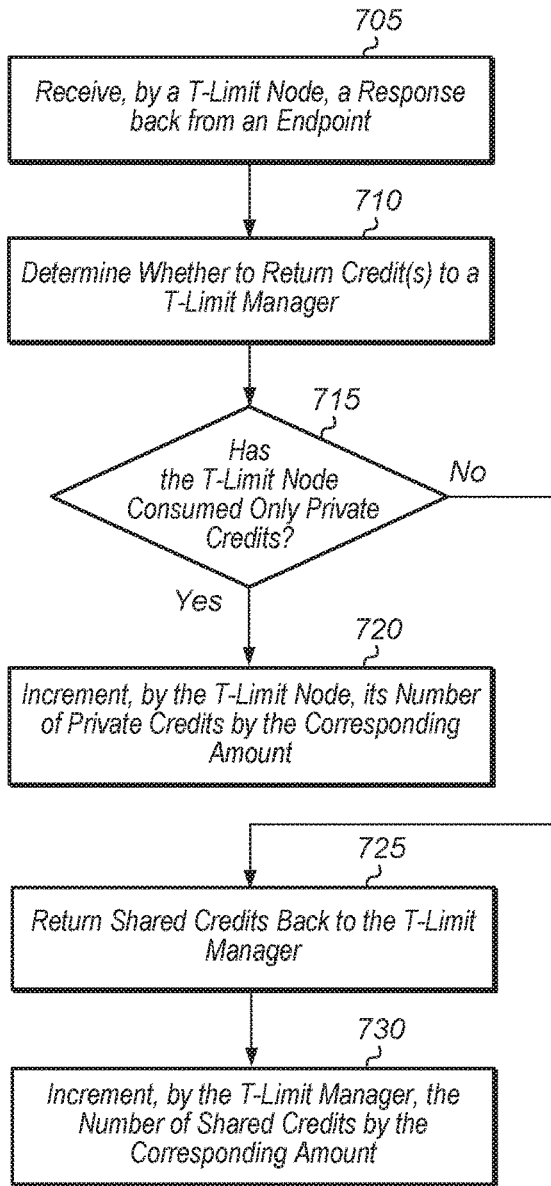 705
Receive, by a T-Limit Node, a Response
back from an Endpoint
710
Determine Whether to Return Credit(s) to a
T-Limit Manager
715
Has
the T-Limit Node
Consumed Only Private
Credits?
No
Yes
720
Increment, by the T-Limit Node, its Number
of Private Credits by the Corresponding
Amount
725
Return Shared Credits Back to the T-Limit
Manager
730
Increment, by the T-Limit Manager, the
Number of Shared Credits by the
Corresponding Amount